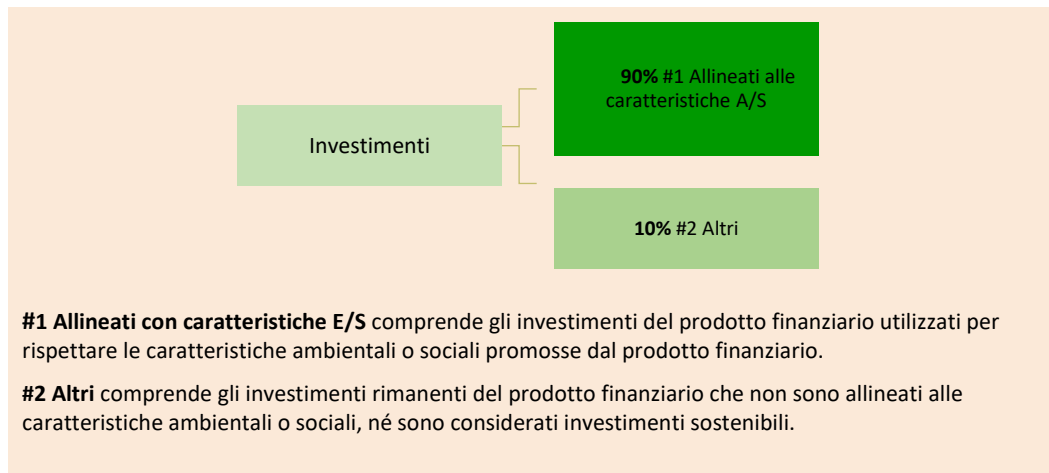 90% #1 Allineati alle
caratteristiche A/S
Investimenti
10% #2 Altri
#1 Allineati con caratteristiche E/S comprende gli investimenti del prodotto finanziario utilizzati per
rispettare le caratteristiche ambientali o sociali promosse dal prodotto finanziario.
#2 Altri comprende gli investimenti rimanenti del prodotto finanziario che non sono allineati alle
caratteristiche ambientali o sociali, né sono considerati investimenti sostenibili.